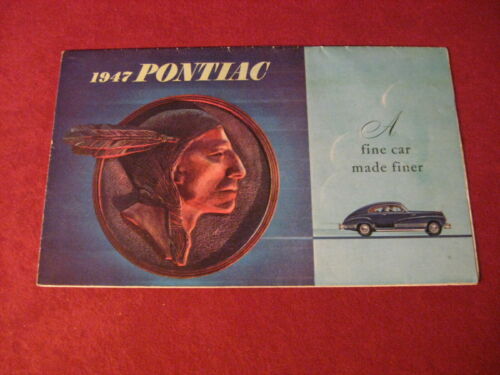 1947 PONTIAC
A
fine car
made finer